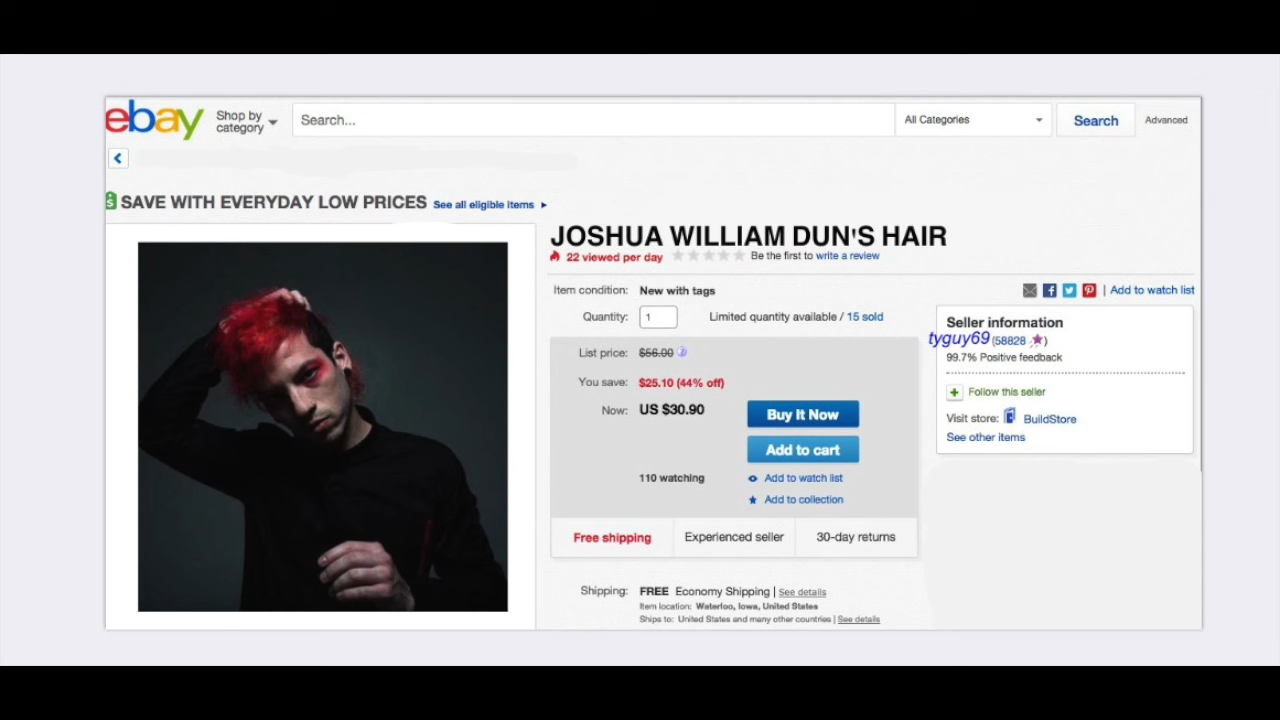 ebay
Shop by
category
Search...
All Categories
Search
Advanced
SAVE WITH EVERYDAY LOW PRICES See all eligible items
JOSHUA WILLIAM DUN'S HAIR
22 viewed per day
Be the first to write a review
Item condition: New with tags
| Add to watch list
Quantity: 1 Limited quantity available / 15 sold
List price: $56.00
You save: $25.10 (44% off)
Now: US $30.90
Buy It Now
Add to cart
110 watching
Add to watch list
Add to collection
Free shipping
Experienced seller
30-day returns
Shipping: FREE Economy Shipping | See details
Item location: Waterloo, Iowa, United States
Ships to: United States and many other countries | See details
Seller information
tyguy69 (58828)
99.7% Positive feedback
Follow this seller
Visit store: BuildStore
See other items